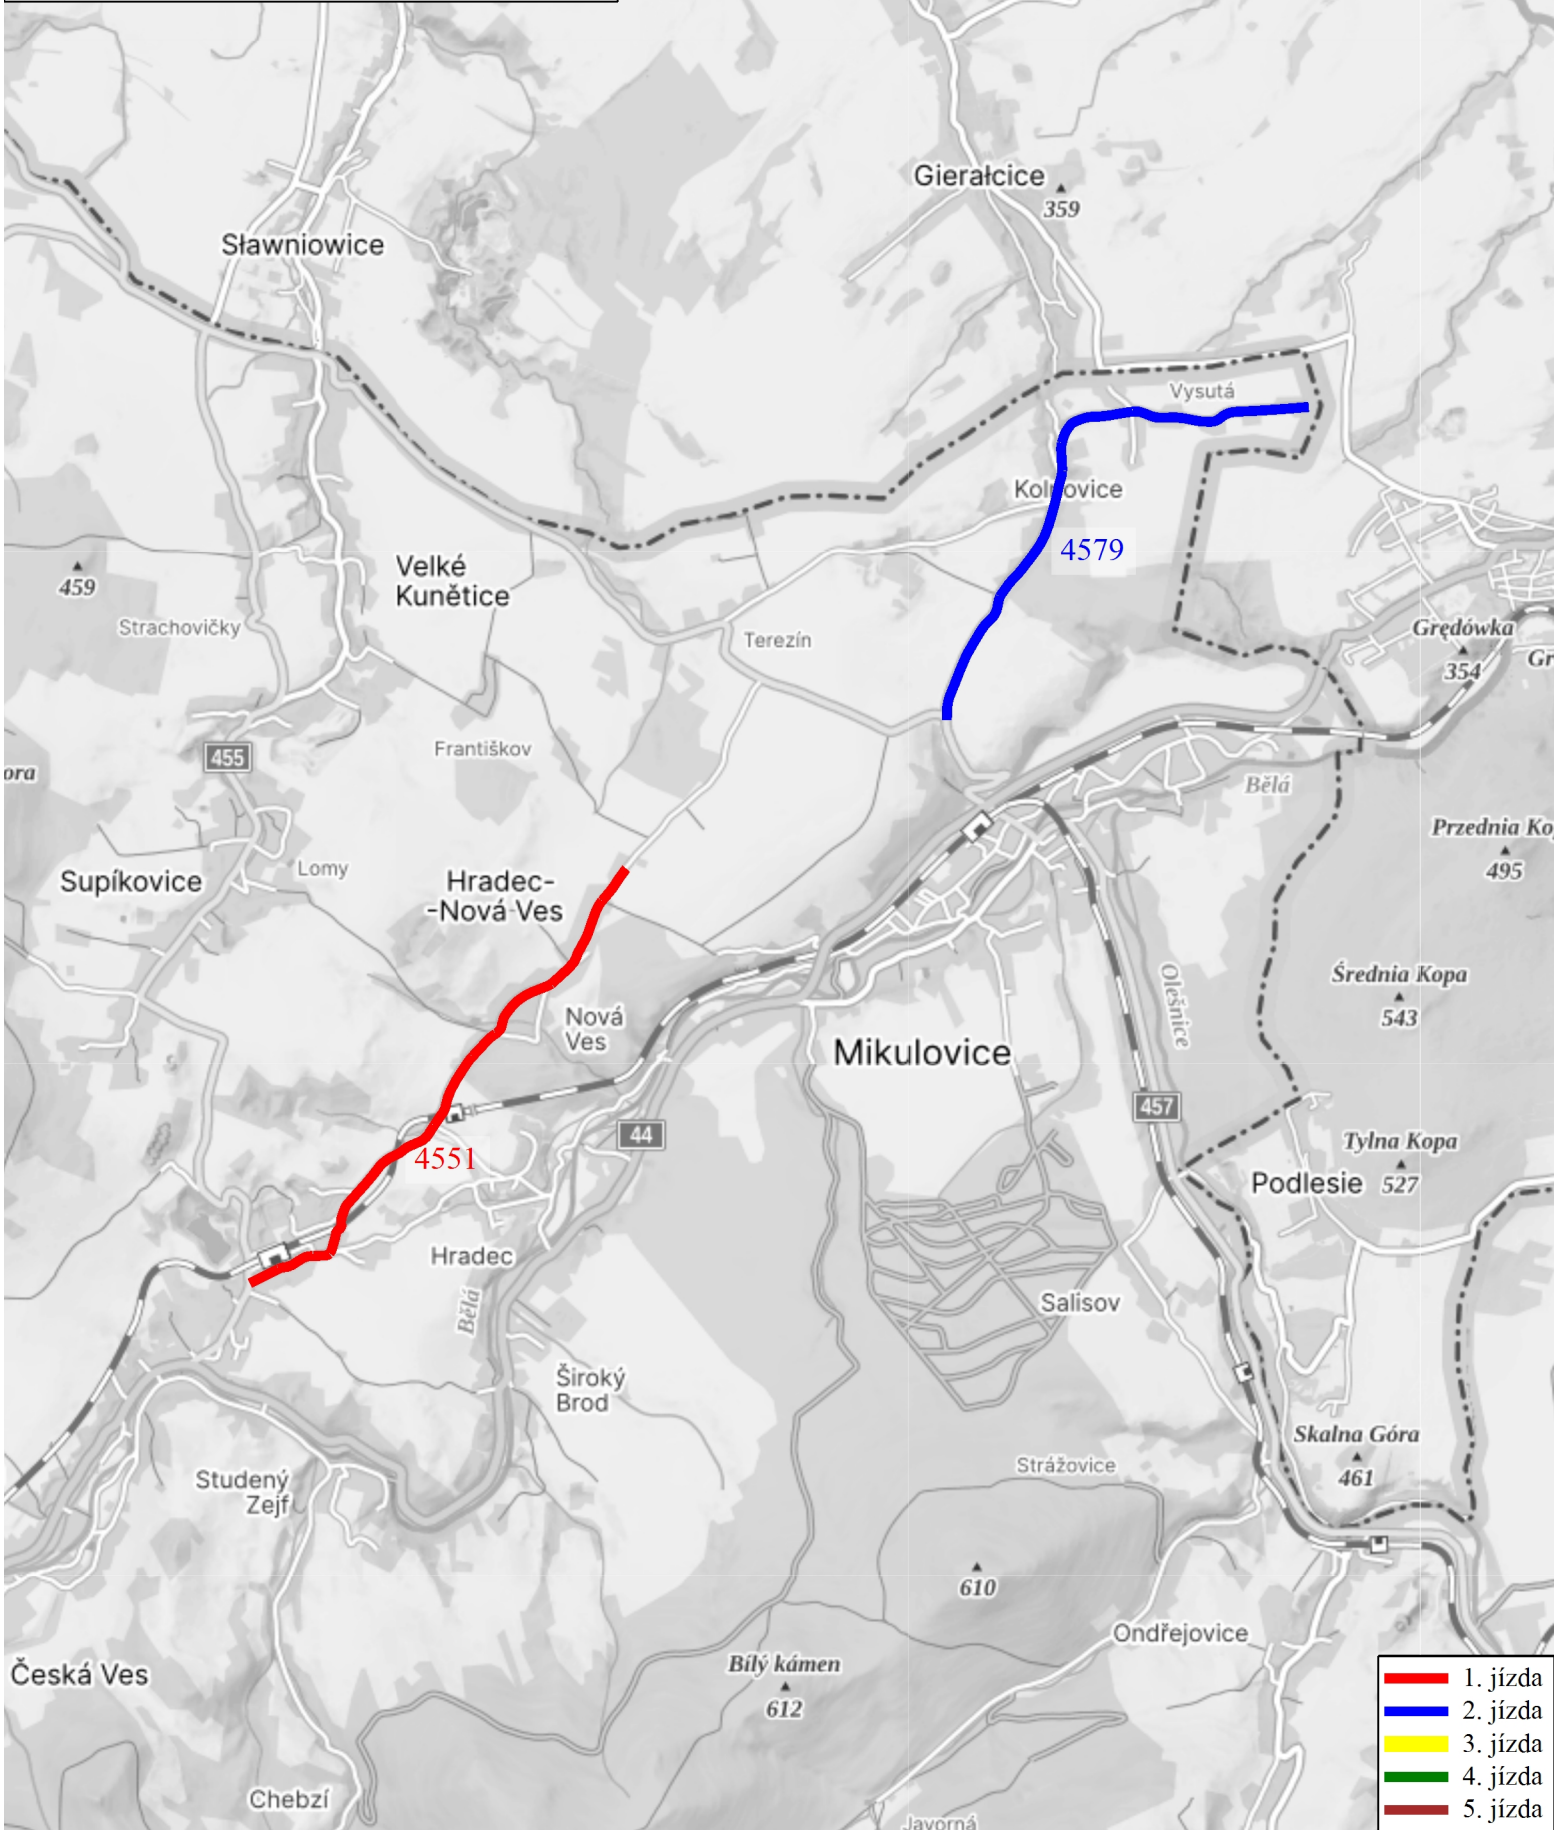 Gierałcice
359
Sławniowice
Vysutá
Kolnovice
4579
459
Velké
Kunětice
Strachovičky
Terezín
Grędówka
354
Gr
455
Františkov
ora
Bělá
Przednia Ko
495
Supíkovice
Lomy
Hradec-
-Nová Ves
Średnia Kopa
543
Olešnice
Nová
Ves
Mikulovice
457
44
Tylna Kopa
527
4551
Podlesie
Hradec
Bělá
Salisov
Široký
Brod
Skalna Góra
461
Studený
Zejf
Strážovice
610
Ondřejovice
Bílý kámen
612
Česká Ves
Chebzí
Javorná
1. jízda
2. jízda
3. jízda
4. jízda
5. jízda